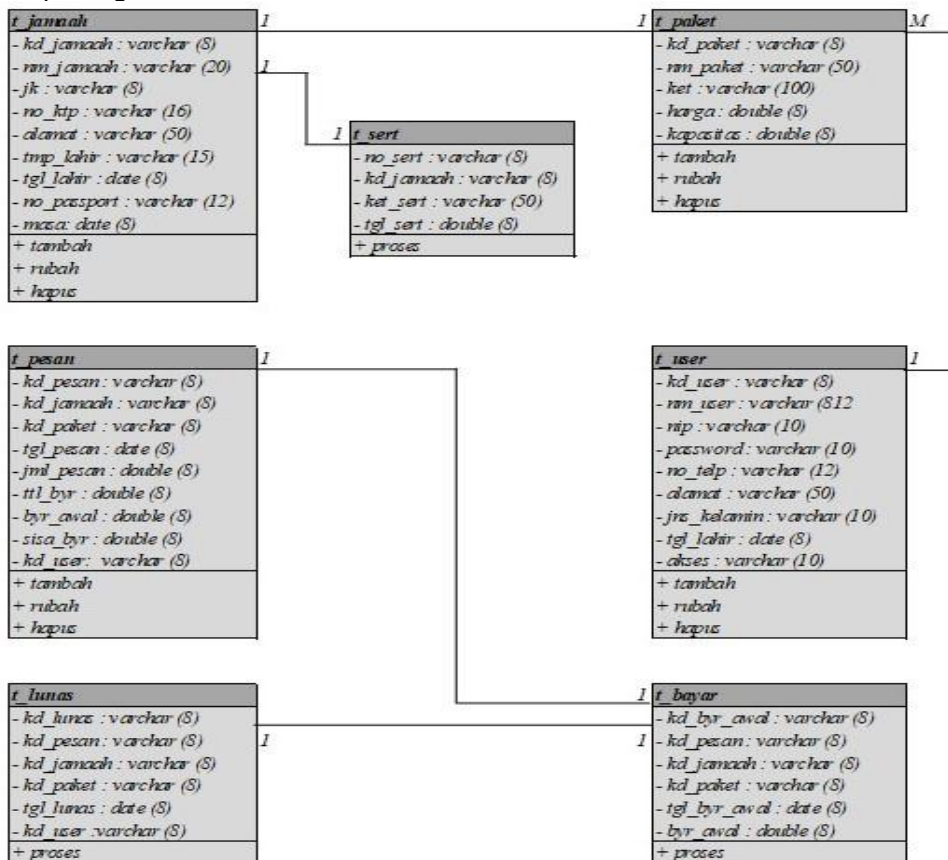 t_jamaah
- kd_jamaah : varchar (8)
- nm_jamaah : varchar (20)
- jk : varchar (8)
- no_ktp : varchar (16)
- alamat : varchar (50)
- tmp_lahir : varchar (15)
- tgl_lahir : date (8)
- no_passport : varchar (12)
- masa: date (8)
+ tambah
+ rubah
+ hapus
1
1
1
t_sert
- no_sert : varchar (8)
- kd_jamaah : varchar (8)
- ket_sert : varchar (50)
- tgl_sert : double (8)
+ proses
1
t_paket
M
- kd_paket : varchar (8)
- nm_paket : varchar (50)
- ket : varchar (100)
- harga : double (8)
- kapasitas : double (8)
+ tambah
+ rubah
+ hapus
t_pesan
1
- kd_pesan : varchar (8)
- kd_jamaah : varchar (8)
- kd_paket : varchar (8)
- tgl_pesan : date (8)
- jml_pesan : double (8)
- ttl_byr : double (8)
- byr_awal : double (8)
- sisa_byr : double (8)
- kd_user: varchar (8)
+ tambah
+ rubah
+ hapus
t_user
1
- kd_user : varchar (8)
- nm_user : varchar (812
- nip : varchar (10)
- password : varchar (10)
- no_telp : varchar (12)
- alamat : varchar (50)
- jns_kelamin : varchar (10)
- tgl_lahir : date (8)
- akses : varchar (10)
+ tambah
+ rubah
+ hapus
t_lunas
- kd_lunas : varchar (8)
- kd_pesan : varchar (8)
- kd_jamaah : varchar (8)
- kd_paket : varchar (8)
- tgl_lunas : date (8)
- kd_user :varchar (8)
+ proses
1
1
1
t_bayar
- kd_byr_awal : varchar (8)
- kd_pesan : varchar (8)
- kd_jamaah : varchar (8)
- kd_paket : varchar (8)
- tgl_byr_awal : date (8)
- byr_awal : double (8)
+ proses